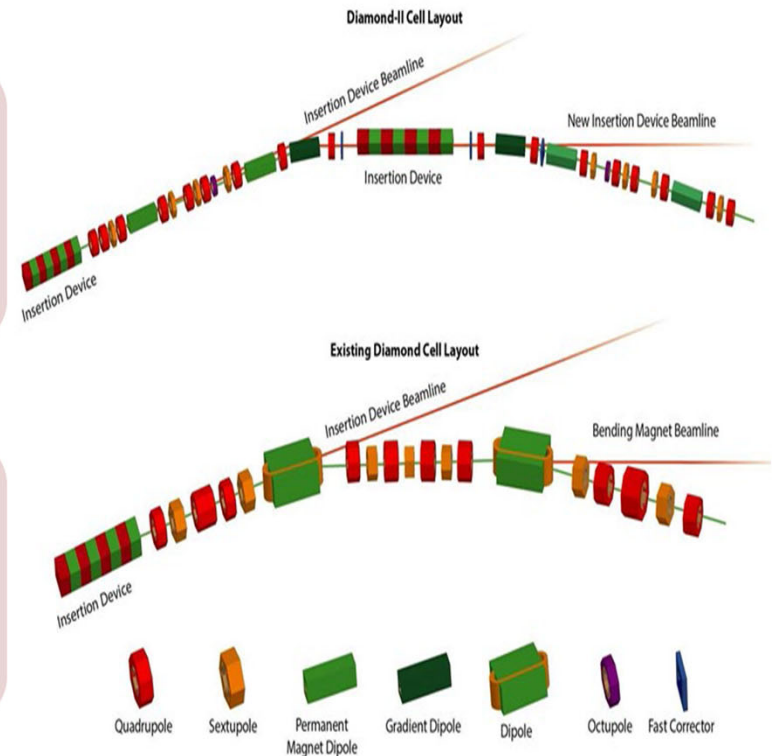 Diamond-II Cell Layout
Insertion Device Beamline
New Insertion Device Beamline
Insertion Device
Insertion Device
Existing Diamond Cell Layout
Insertion Device Beamline
Bending Magnet Beamline
Insertion Device
Quadrupole
Sextupole
Permanent
Magnet Dipole
Gradient Dipole
Dipole
Octupole
Fast Corrector